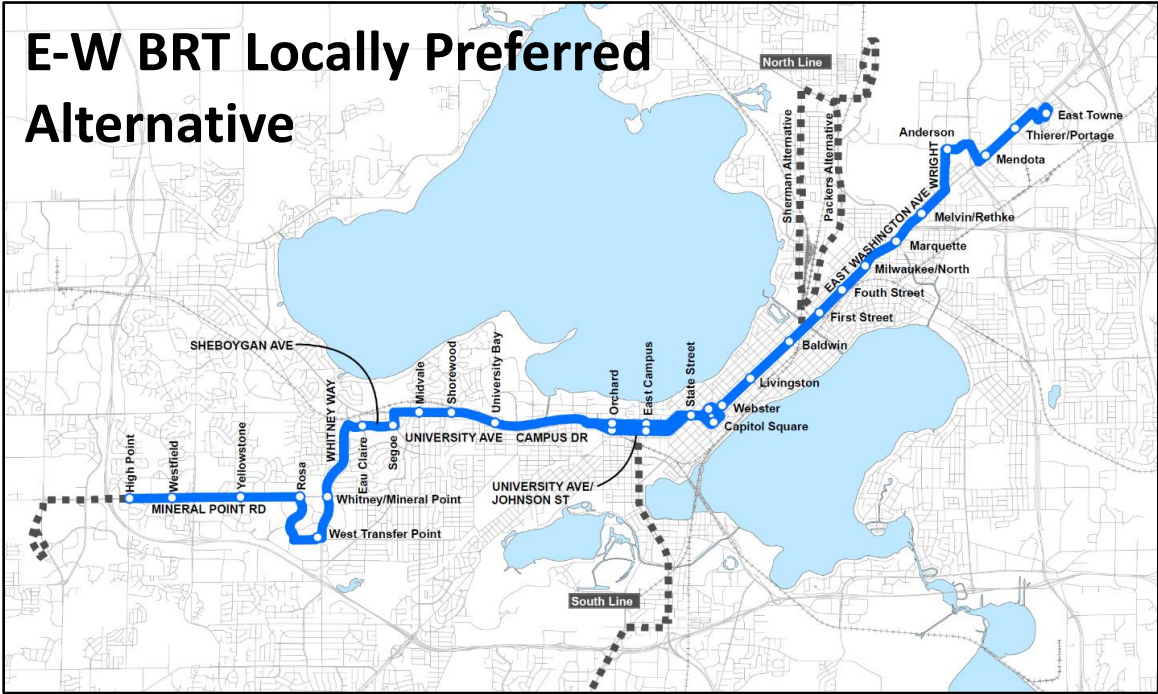 E-W BRT Locally Preferred
Alternative
North Line
Sherman Alternative
Packers Alternative
East Towne
Thierer/Portage
Anderson
Mendota
WRIGHT
Melvin/Rethke
EAST WASHINGTON AVE
Marquette
Milwaukee/North
Fouth Street
First Street
Baldwin
Livingston
Webster
Capitol Square
State Street
East Campus
Orchard
University Bay
Shorewood
Midvale
SHEBOYGAN AVE
WHITNEY WAY
Eau Claire
Segoe
UNIVERSITY AVE
CAMPUS DR
UNIVERSITY AVE/
JOHNSON ST
High Point
Westfield
Yellowstone
Rosa
Whitney/Mineral Point
MINERAL POINT RD
West Transfer Point
South Line